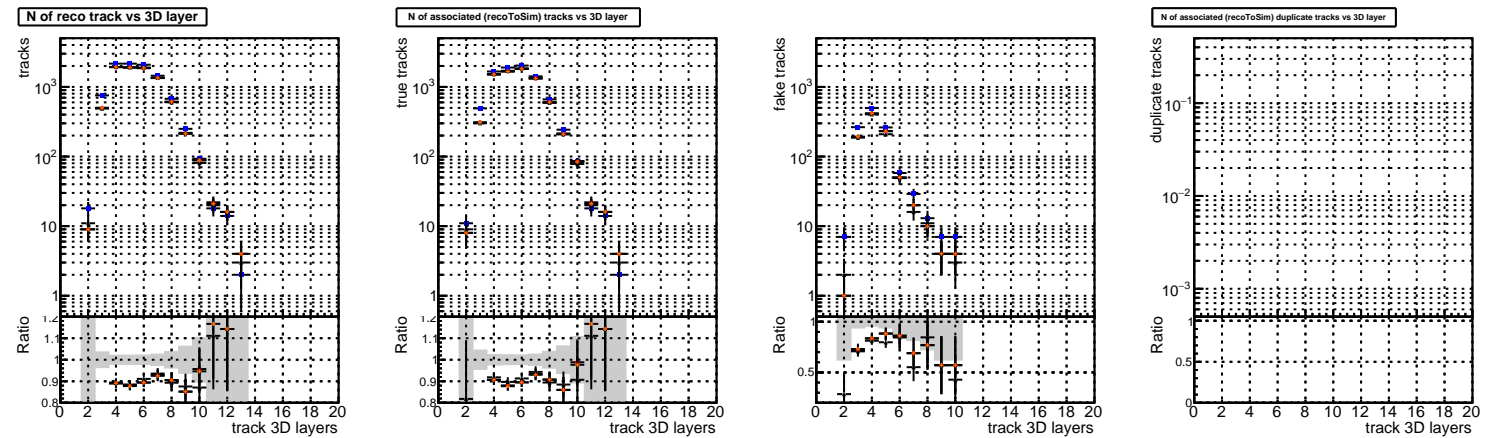 N of reco track vs 3D layer
tracks
10³
10²
10
1
Ratio
1.2
1.1
1
0.9
0.8
0 2 4 6 8 10 12 14 16 18 20
track 3D layers
N of associated (recoToSim) tracks vs 3D layer
true tracks
10³
10²
10
1
Ratio
1.2
1.1
1
0.9
0.8
0 2 4 6 8 10 12 14 16 18 20
track 3D layers
fake tracks
10³
10²
10
1
Ratio
1
0.5
0 2 4 6 8 10 12 14 16 18 20
track 3D layers
N of associated (recoToSim) duplicate tracks vs 3D layer
duplicate tracks
10⁻¹
10⁻²
10⁻³
Ratio
1
0.5
0
0 2 4 6 8 10 12 14 16 18 20
track 3D layers